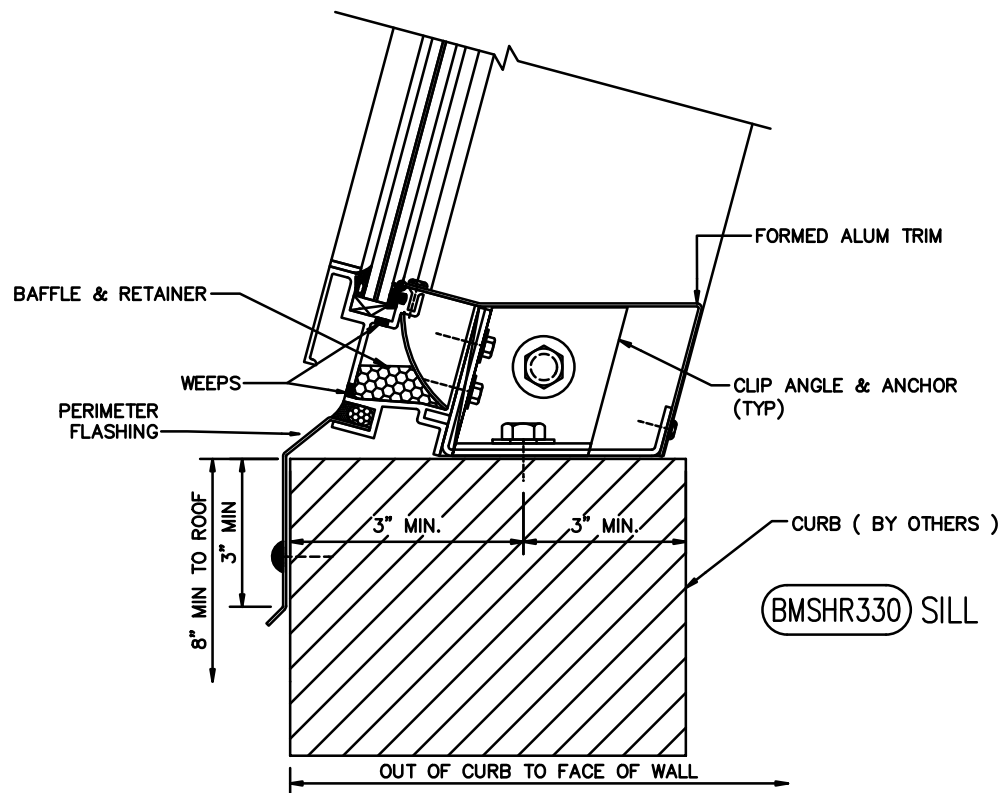 FORMED ALUM TRIM
BAFFLE & RETAINER
WEEPS
CLIP ANGLE & ANCHOR
(TYP)
PERIMETER
FLASHING
3" MIN.
3" MIN.
CURB ( BY OTHERS )
8" MIN TO ROOF
3" MIN
BMSHR330 SILL
OUT OF CURB TO FACE OF WALL